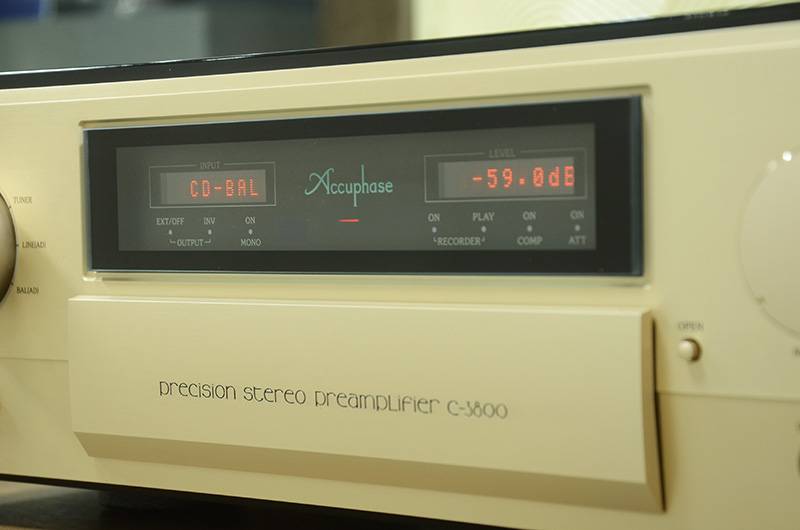 TUNER
LINE(AD)
BAL(AD)
INPUT
CD-BAL
EXT/OFF INV ON
OUTPUT MONO
Accuphase
LEVEL
-59.0dB
ON PLAY ON ON
RECORDER COMP ATT
OPEN
precision stereo preamplifier C-3800